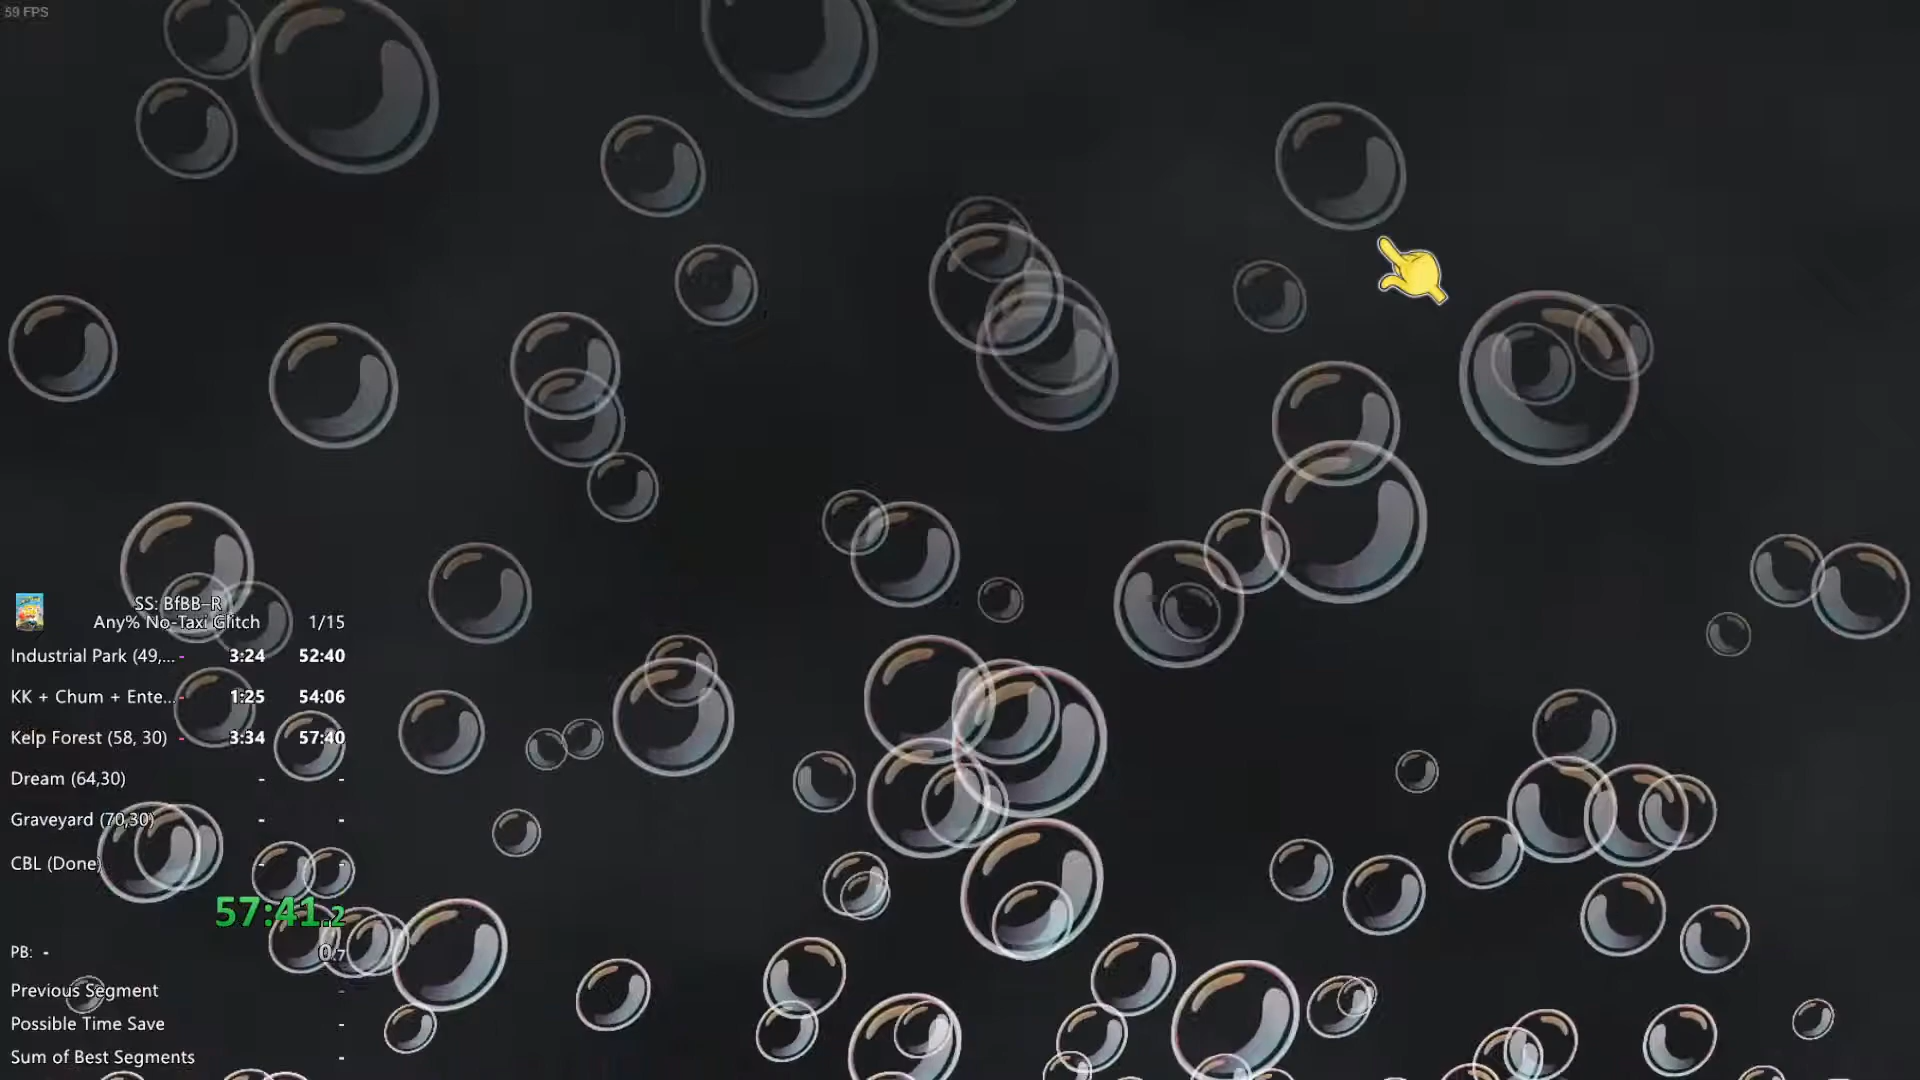 59 FPS
SS: BfBB-R
Any% No-Taxi Glitch 1/15
Industrial Park (49,... - 3:24 52:40
KK + Chum + Ente... - 1:25 54:06
Kelp Forest (58, 30) - 3:34 57:40
Dream (64,30) - -
Graveyard (70,30) - -
CBL (Done) - -
57:41.2
0.7
PB: -
Previous Segment -
Possible Time Save -
Sum of Best Segments -